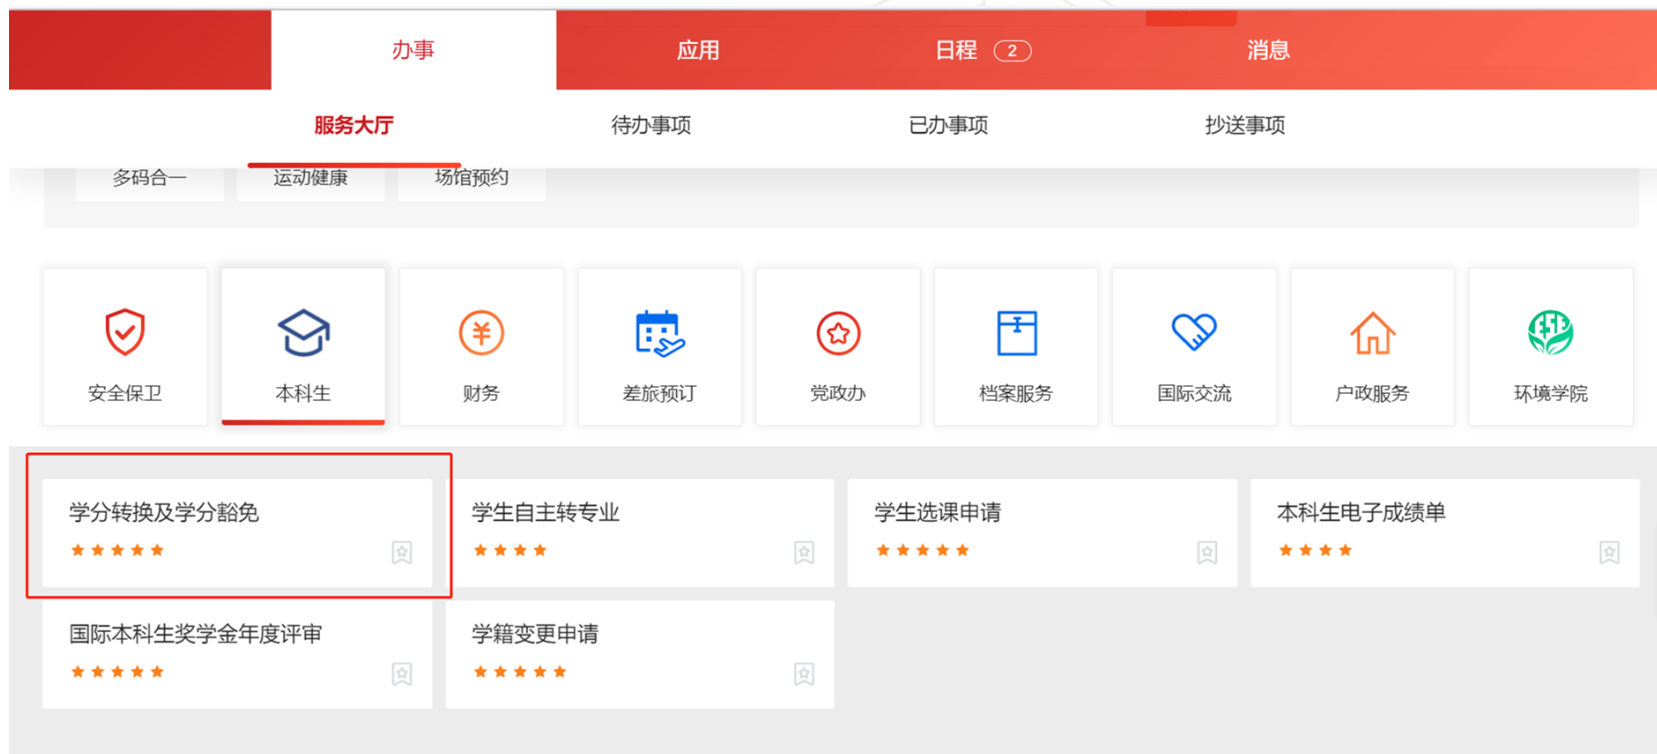 办事
应用
日程 2
消息
服务大厅
待办事项
已办事项
抄送事项
多码合一
运动健康
场馆预约
安全保卫
本科生
财务
差旅预订
党政办
档案服务
国际交流
户政服务
ESE
环境学院
学分转换及学分豁免
学生自主转专业
学生选课申请
本科生电子成绩单
国际本科生奖学金年度评审
学籍变更申请